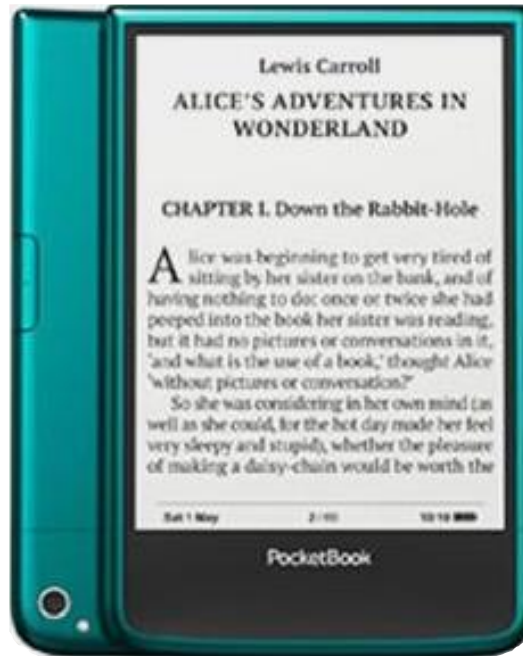 Lewis Carroll
ALICE'S ADVENTURES IN
WONDERLAND
CHAPTER I. Down the Rabbit-Hole
Alice was beginning to get very tired of
sitting by her sister on the bank, and of
having nothing to do: once or twice she had
peeped into the book her sister was reading,
but it had no pictures or conversations in it,
'and what is the use of a book,' thought Alice
'without pictures or conversation?'
So she was considering in her own mind (as
well as she could, for the hot day made her feel
very sleepy and stupid), whether the pleasure
of making a daisy-chain would be worth the
Sat 1 May 10:10
PocketBook